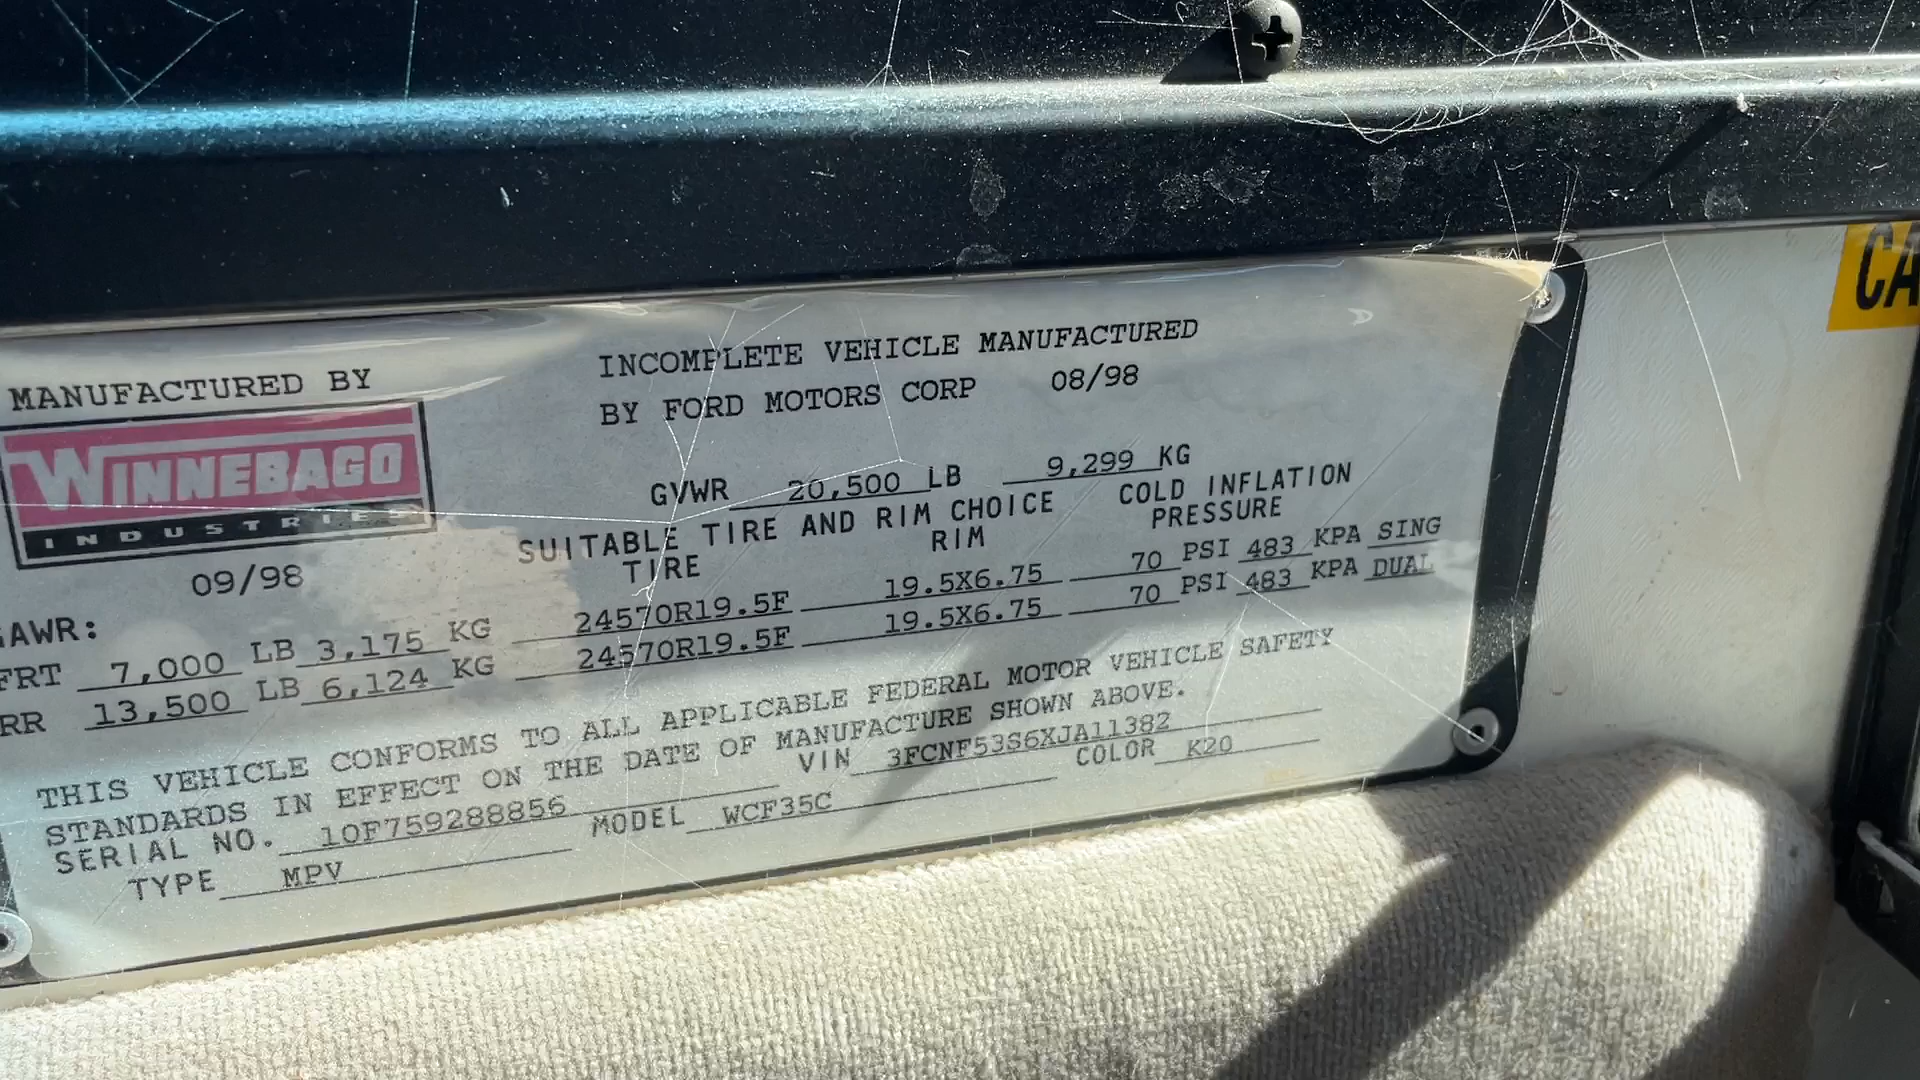 MANUFACTURED BY
WINNEBAGO
INDUSTRIES
09/98
INCOMPLETE VEHICLE MANUFACTURED
BY FORD MOTORS CORP 08/98
GVWR 20,500 LB 9,299 KG
SUITABLE TIRE AND RIM CHOICE
TIRE RIM
COLD INFLATION
PRESSURE
GAWR:
FRT 7,000 LB 3,175 KG 24570R19.5F 19.5X6.75 70 PSI 483 KPA SING
RR 13,500 LB 6,124 KG 24570R19.5F 19.5X6.75 70 PSI 483 KPA DUAL
THIS VEHICLE CONFORMS TO ALL APPLICABLE FEDERAL MOTOR VEHICLE SAFETY
STANDARDS IN EFFECT ON THE DATE OF MANUFACTURE SHOWN ABOVE.
SERIAL NO. 10F759288856 VIN 3FCNF53S6XJA11382
TYPE MPV MODEL WCF35C COLOR K20
CA